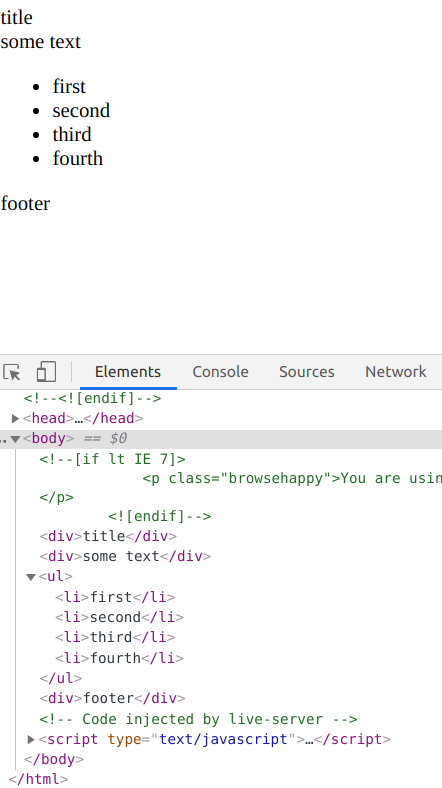 title
some text
• first
• second
• third
• fourth
footer
Elements Console Sources Network
<!--<![endif]-->
<head>…</head>
<body> == $0
<!--[if lt IE 7]>
<p class="browsehappy">You are usin
</p>
<![endif]-->
<div>title</div>
<div>some text</div>
<ul>
<li>first</li>
<li>second</li>
<li>third</li>
<li>fourth</li>
</ul>
<div>footer</div>
<!-- Code injected by live-server -->
<script type="text/javascript">…</script>
</body>
</html>